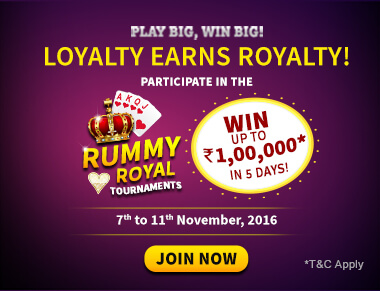 PLAY BIG, WIN BIG!
LOYALTY EARNS ROYALTY!
PARTICIPATE IN THE
A K Q J
RUMMY
ROYAL
TOURNAMENTS
WIN
UP TO
₹1,00,000*
IN 5 DAYS!
7th to 11th November, 2016
JOIN NOW
*T&C Apply